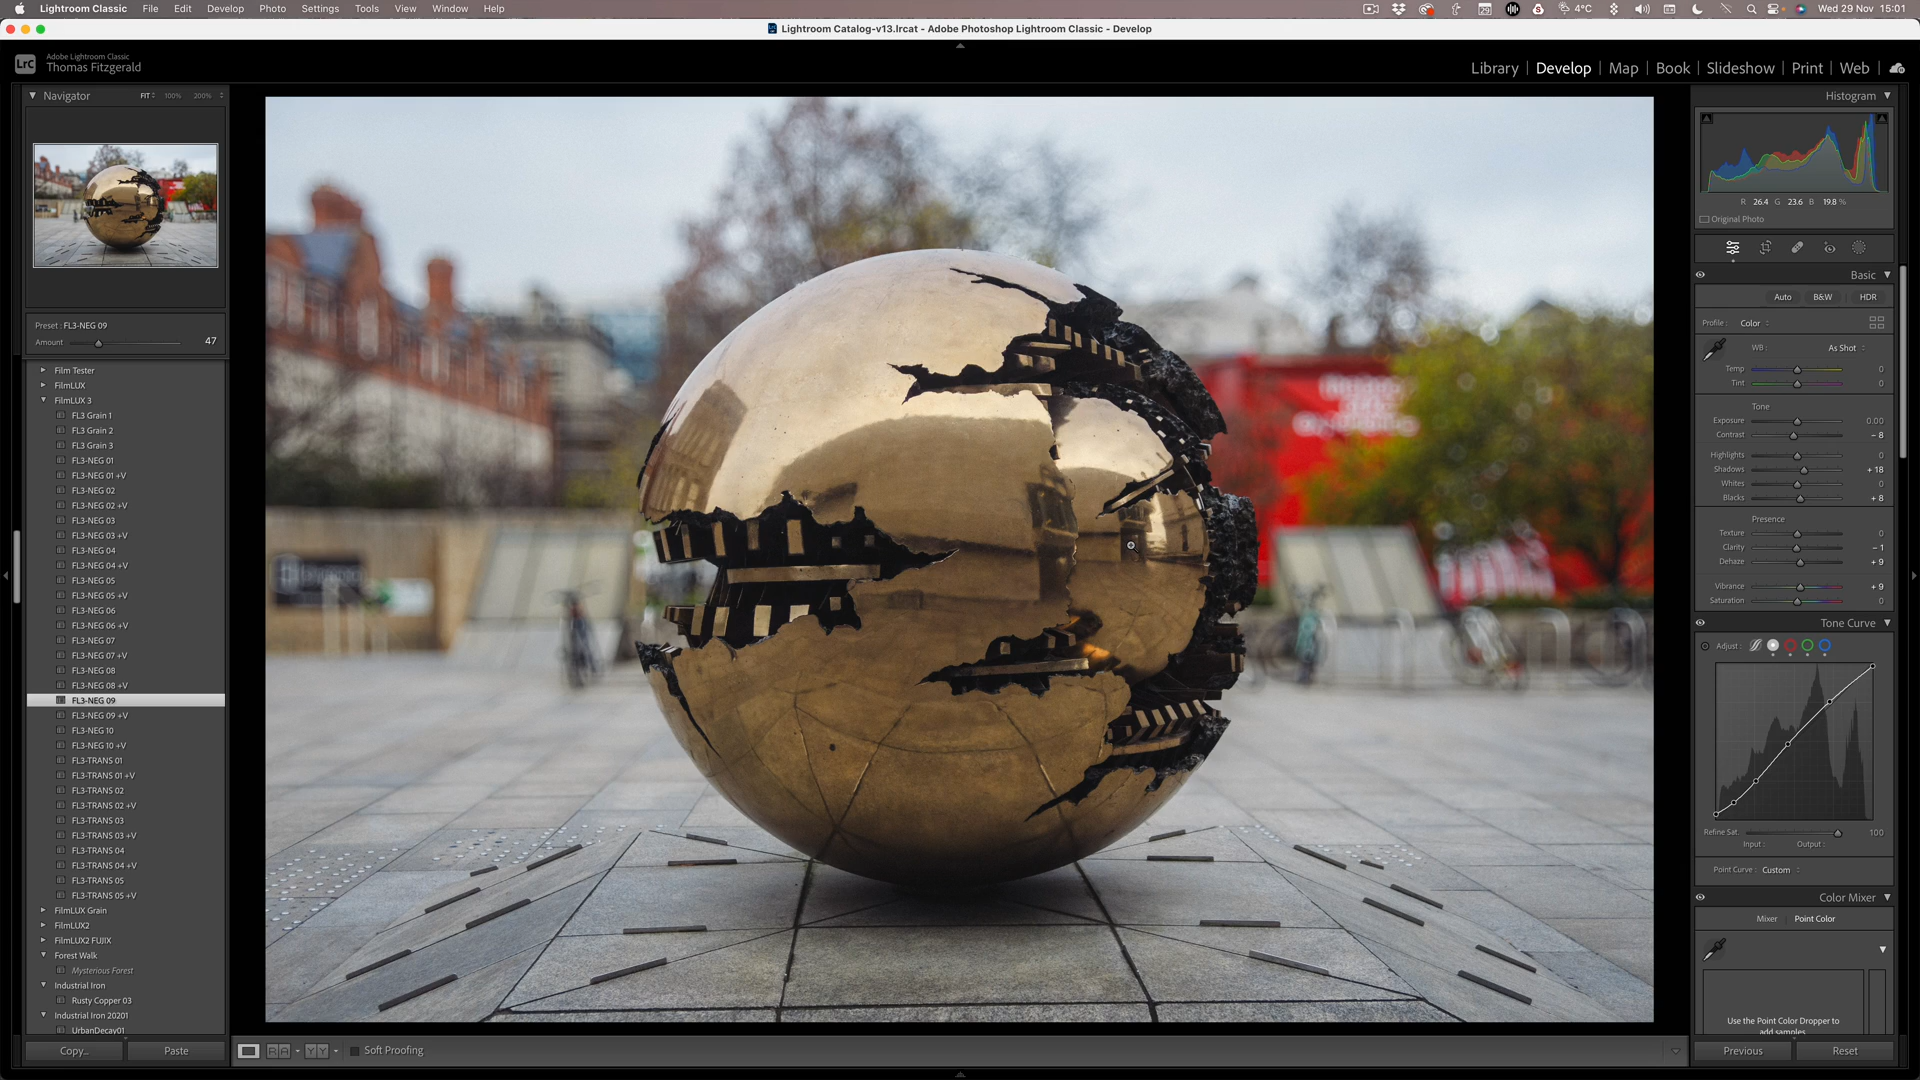 Lightroom Classic File Edit Develop Photo Settings Tools View Window Help
29 4°C Wed 29 Nov 15:01
Lightroom Catalog-v13.lrcat - Adobe Photoshop Lightroom Classic - Develop
LrC
Adobe Lightroom Classic
Thomas Fitzgerald
Library | Develop | Map | Book | Slideshow | Print | Web
Navigator FIT 100% 200%
Preset : FL3-NEG 09
Amount 47
Film Tester
FilmLUX
FilmLUX 3
FL3 Grain 1
FL3 Grain 2
FL3 Grain 3
FL3-NEG 01
FL3-NEG 01 +V
FL3-NEG 02
FL3-NEG 02 +V
FL3-NEG 03
FL3-NEG 03 +V
FL3-NEG 04
FL3-NEG 04 +V
FL3-NEG 05
FL3-NEG 05 +V
FL3-NEG 06
FL3-NEG 06 +V
FL3-NEG 07
FL3-NEG 07 +V
FL3-NEG 08
FL3-NEG 08 +V
FL3-NEG 09
FL3-NEG 09 +V
FL3-NEG 10
FL3-NEG 10 +V
FL3-TRANS 01
FL3-TRANS 01 +V
FL3-TRANS 02
FL3-TRANS 02 +V
FL3-TRANS 03
FL3-TRANS 03 +V
FL3-TRANS 04
FL3-TRANS 04 +V
FL3-TRANS 05
FL3-TRANS 05 +V
FilmLUX Grain
FilmLUX2
FilmLUX2 FUJIX
Forest Walk
Mysterious Forest
Industrial Iron
Rusty Copper 03
Industrial Iron 20201
UrbanDecay01
Copy... Paste
R A Y Y Soft Proofing
Histogram
R 26.4 G 23.6 B 19.8 %
Original Photo
Basic
Auto B&W HDR
Profile : Color
WB : As Shot
Temp 0
Tint 0
Tone
Exposure 0.00
Contrast – 8
Highlights 0
Shadows + 18
Whites 0
Blacks + 8
Presence
Texture 0
Clarity – 1
Dehaze + 9
Vibrance + 9
Saturation 0
Tone Curve
Adjust :
Refine Sat. 100
Input : Output :
Point Curve : Custom
Color Mixer
Mixer | Point Color
Use the Point Color Dropper to
add samples
Previous Reset